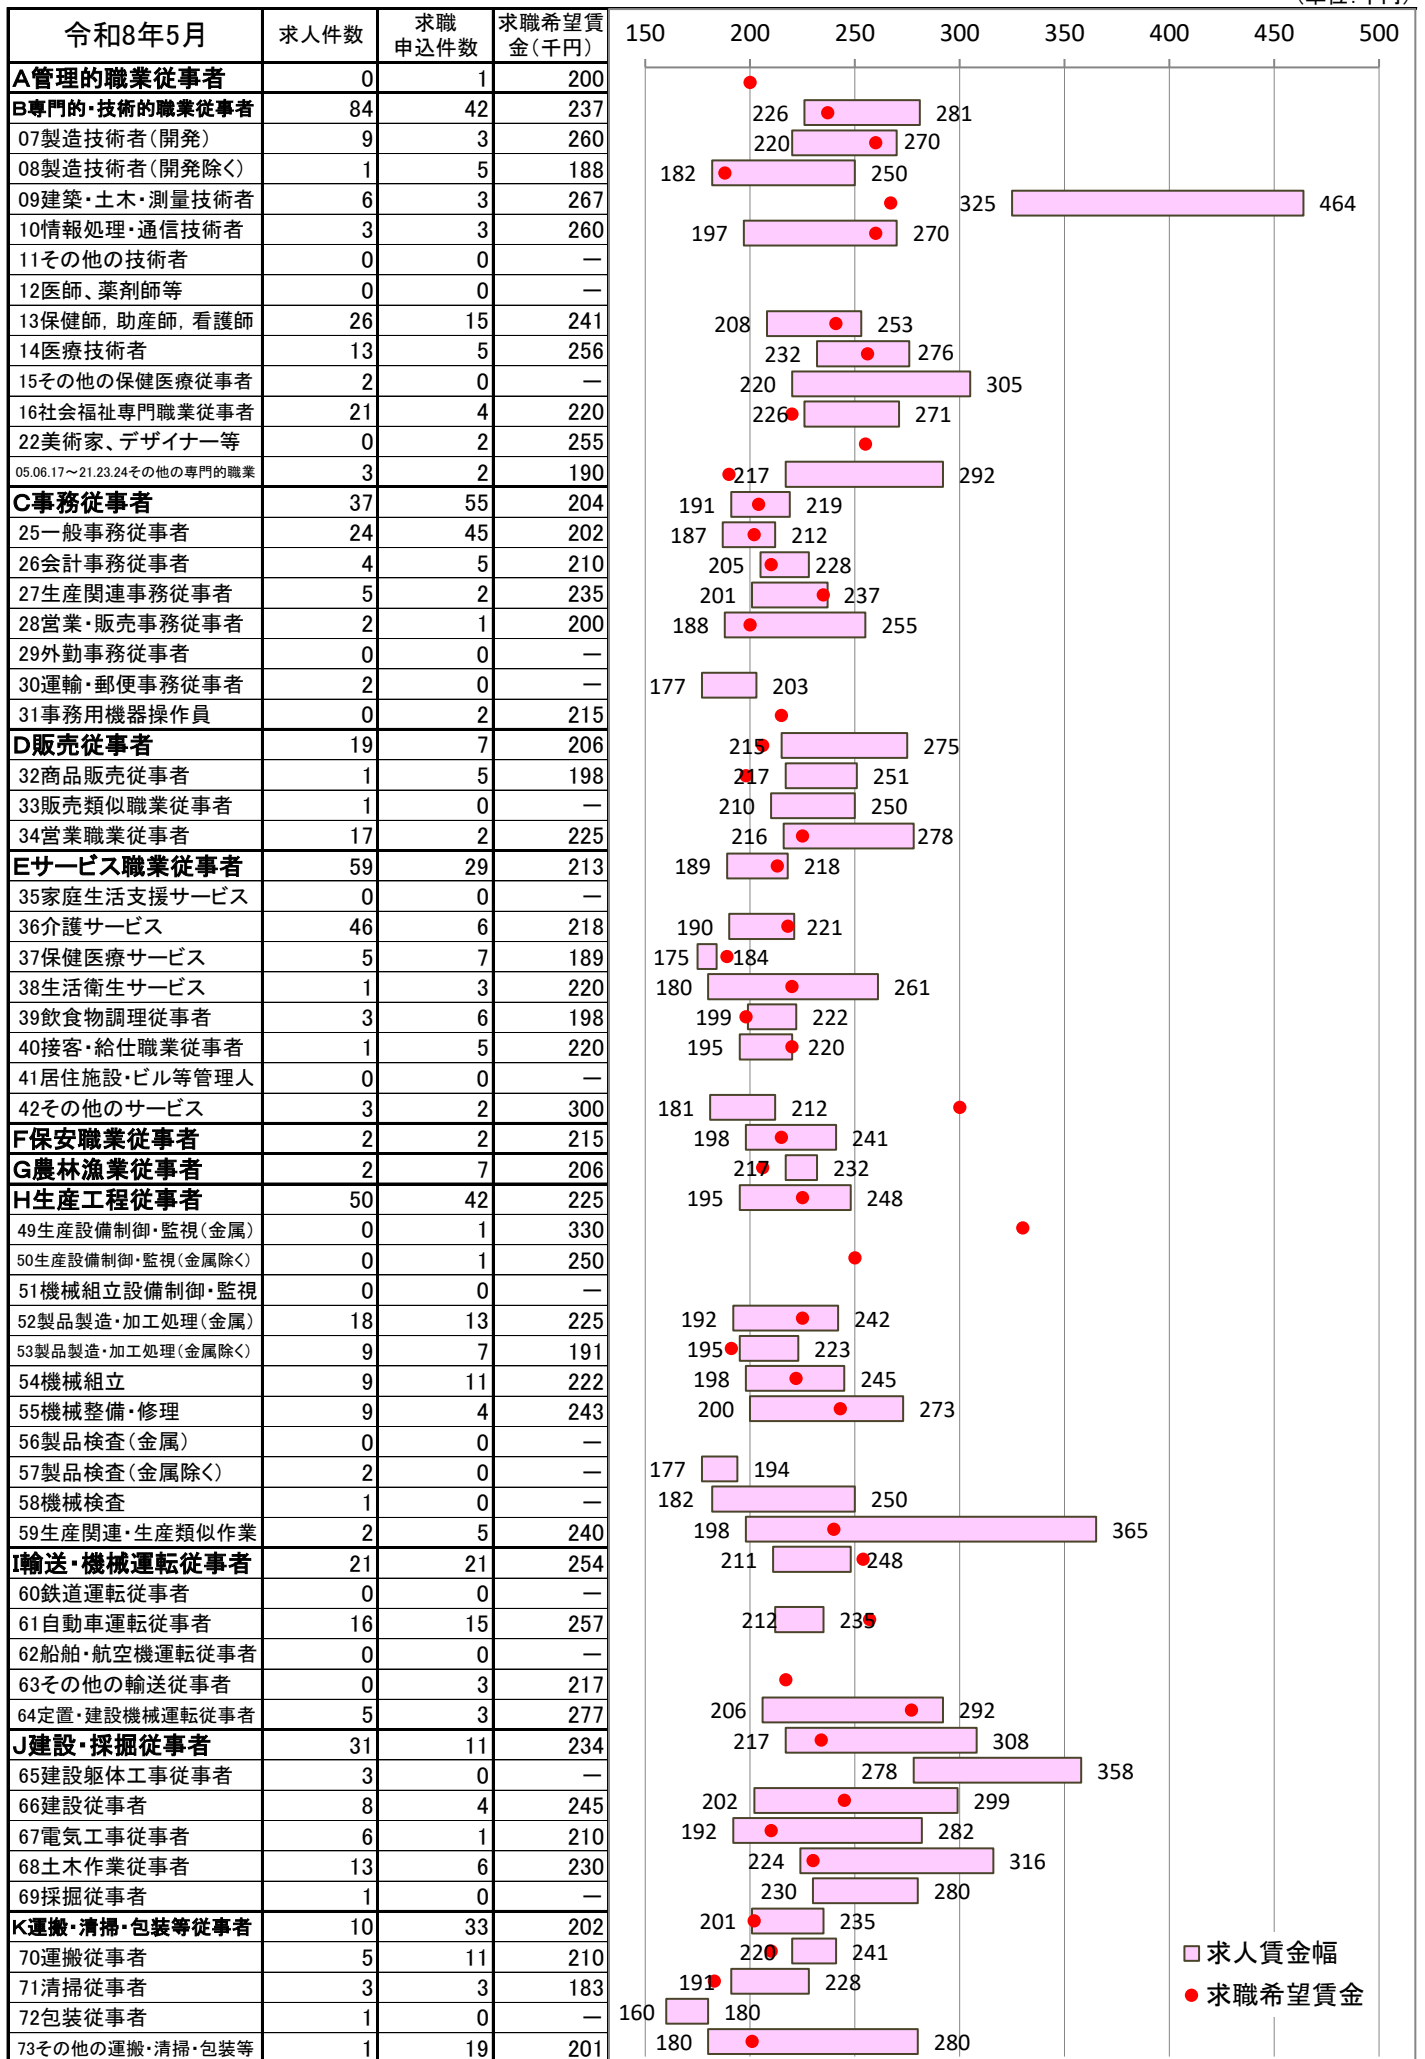 令和8年5月 求人件数 求職申込件数 求職希望賃金(千円) 150 200 250 300 350 400 450 500
A管理的職業従事者 0 1 200
B専門的・技術的職業従事者 84 42 237 226 281
07製造技術者(開発) 9 3 260 220 270
08製造技術者(開発除く) 1 5 188 182 250
09建築・土木・測量技術者 6 3 267 325 464
10情報処理・通信技術者 3 3 260 197 270
11その他の技術者 0 0 ―
12医師、薬剤師等 0 0 ―
13保健師, 助産師, 看護師 26 15 241 208 253
14医療技術者 13 5 256 232 276
15その他の保健医療従事者 2 0 ― 220 305
16社会福祉専門職業従事者 21 4 220 226 271
22美術家、デザイナー等 0 2 255
05.06.17～21.23.24その他の専門的職業 3 2 190 217 292
C事務従事者 37 55 204 191 219
25一般事務従事者 24 45 202 187 212
26会計事務従事者 4 5 210 205 228
27生産関連事務従事者 5 2 235 201 237
28営業・販売事務従事者 2 1 200 188 255
29外勤事務従事者 0 0 ―
30運輸・郵便事務従事者 2 0 ― 177 203
31事務用機器操作員 0 2 215
D販売従事者 19 7 206 215 275
32商品販売従事者 1 5 198 217 251
33販売類似職業従事者 1 0 ― 210 250
34営業職業従事者 17 2 225 216 278
Eサービス職業従事者 59 29 213 189 218
35家庭生活支援サービス 0 0 ―
36介護サービス 46 6 218 190 221
37保健医療サービス 5 7 189 175 184
38生活衛生サービス 1 3 220 180 261
39飲食物調理従事者 3 6 198 199 222
40接客・給仕職業従事者 1 5 220 195 220
41居住施設・ビル等管理人 0 0 ―
42その他のサービス 3 2 300 181 212
F保安職業従事者 2 2 215 198 241
G農林漁業従事者 2 7 206 217 232
H生産工程従事者 50 42 225 195 248
49生産設備制御・監視(金属) 0 1 330
50生産設備制御・監視(金属除く) 0 1 250
51機械組立設備制御・監視 0 0 ―
52製品製造・加工処理(金属) 18 13 225 192 242
53製品製造・加工処理(金属除く) 9 7 191 195 223
54機械組立 9 11 222 198 245
55機械整備・修理 9 4 243 200 273
56製品検査(金属) 0 0 ―
57製品検査(金属除く) 2 0 ― 177 194
58機械検査 1 0 ― 182 250
59生産関連・生産類似作業 2 5 240 198 365
I輸送・機械運転従事者 21 21 254 211 248
60鉄道運転従事者 0 0 ―
61自動車運転従事者 16 15 257 212 235
62船舶・航空機運転従事者 0 0 ―
63その他の輸送従事者 0 3 217
64定置・建設機械運転従事者 5 3 277 206 292
J建設・採掘従事者 31 11 234 217 308
65建設躯体工事従事者 3 0 ― 278 358
66建設従事者 8 4 245 202 299
67電気工事従事者 6 1 210 192 282
68土木作業従事者 13 6 230 224 316
69採掘従事者 1 0 ― 230 280
K運搬・清掃・包装等従事者 10 33 202 201 235
70運搬従事者 5 11 210 220 241
71清掃従事者 3 3 183 191 228
72包装従事者 1 0 ― 160 180
73その他の運搬・清掃・包装等 1 19 201 180 280
求人賃金幅
求職希望賃金